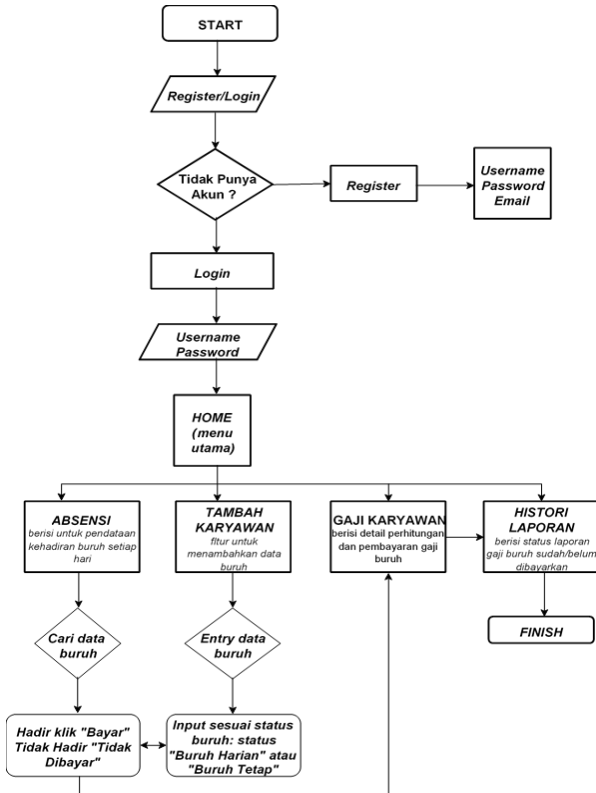 START
Register/Login
Tidak Punya
Akun ?
Register
Username
Password
Email
Login
Username
Password
HOME
(menu
utama)
ABSENSI
berisi untuk pendataan
kehadiran buruh setiap
hari
TAMBAH
KARYAWAN
fitur untuk
menambahkan data
buruh
GAJI KARYAWAN
berisi detail perhitungan
dan pembayaran gaji
buruh
HISTORI
LAPORAN
berisi status laporan
gaji buruh sudah/belum
dibayarkan
Cari data
buruh
Entry data
buruh
FINISH
Hadir klik "Bayar"
Tidak Hadir "Tidak
Dibayar"
Input sesuai status
buruh: status
"Buruh Harian" atau
"Buruh Tetap"